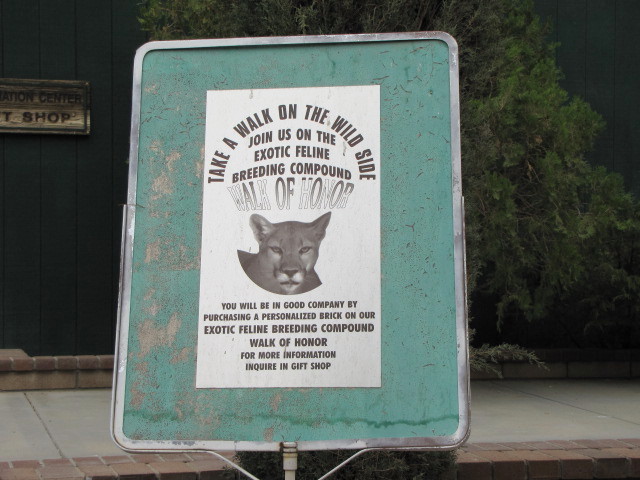 ATION CENTER
T SHOP
TAKE A WALK ON THE WILD SIDE
JOIN US ON THE
EXOTIC FELINE
BREEDING COMPOUND
WALK OF HONOR
YOU WILL BE IN GOOD COMPANY BY
PURCHASING A PERSONALIZED BRICK ON OUR
EXOTIC FELINE BREEDING COMPOUND
WALK OF HONOR
FOR MORE INFORMATION
INQUIRE IN GIFT SHOP